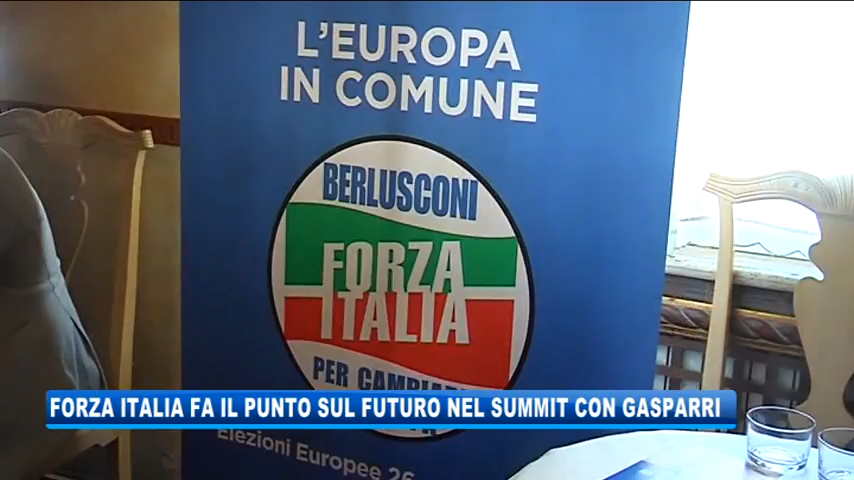 L'EUROPA
IN COMUNE
BERLUSCONI
FORZA
ITALIA
PER
FORZA ITALIA FA IL PUNTO SUL FUTURO NEL SUMMIT CON GASPARRI
Elezioni Europee 26